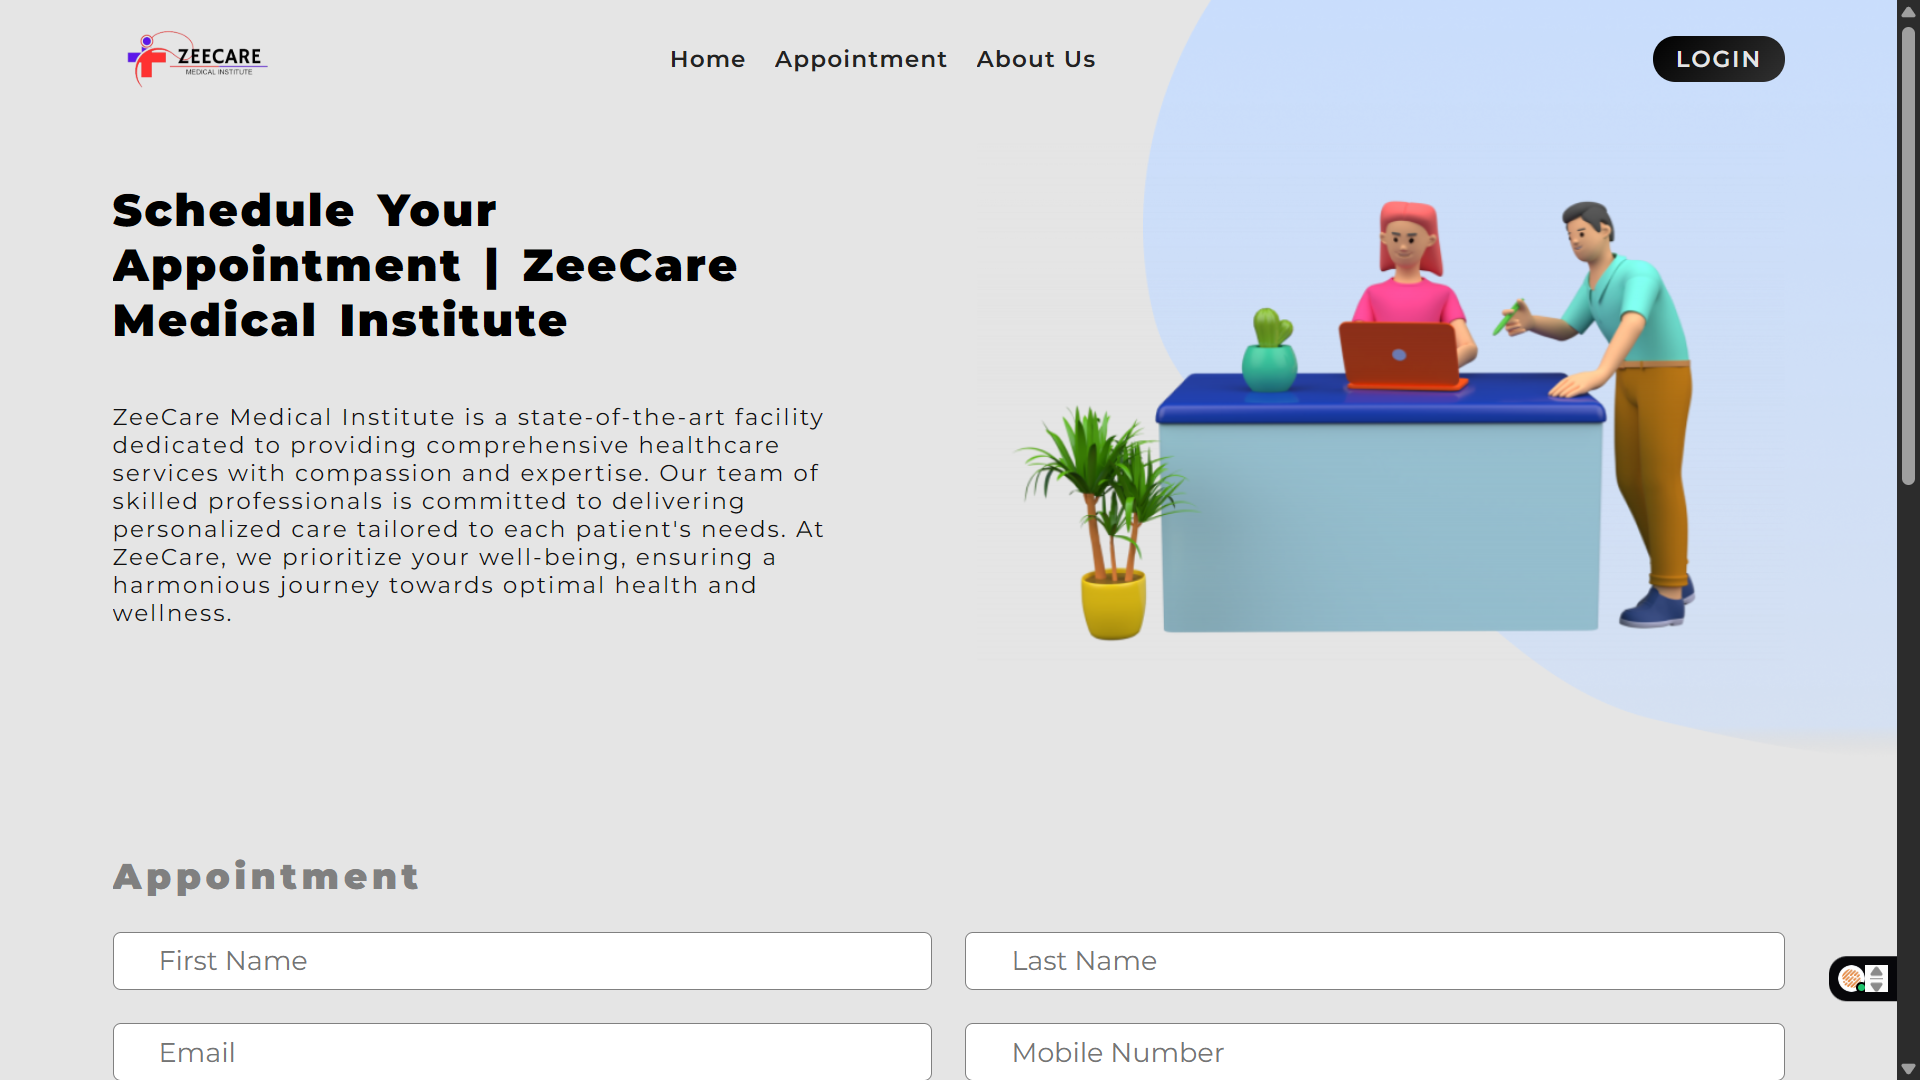 ZEECARE
MEDICAL INSTITUTE
Home
Appointment
About Us
LOGIN
Schedule Your
Appointment | ZeeCare
Medical Institute
ZeeCare Medical Institute is a state-of-the-art facility
dedicated to providing comprehensive healthcare
services with compassion and expertise. Our team of
skilled professionals is committed to delivering
personalized care tailored to each patient's needs. At
ZeeCare, we prioritize your well-being, ensuring a
harmonious journey towards optimal health and
wellness.
Appointment
First Name
Last Name
Email
Mobile Number